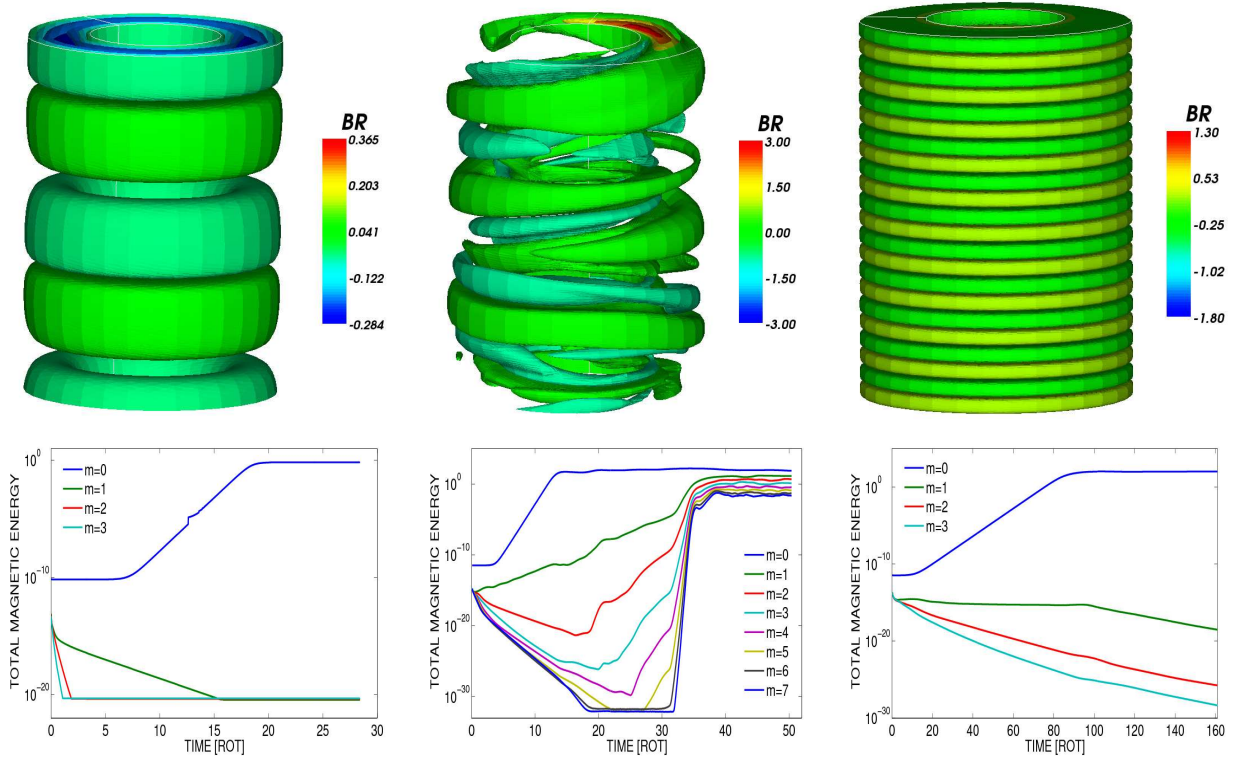 BR
0.365
0.203
0.041
-0.122
-0.284
BR
3.00
1.50
0.00
-1.50
-3.00
BR
1.30
0.53
-0.25
-1.02
-1.80
TOTAL MAGNETIC ENERGY
10^0
10^-10
10^-20
m=0
m=1
m=2
m=3
0 5 10 15 20 25 30
TIME [ROT]
TOTAL MAGNETIC ENERGY
10^0
10^-10
10^-20
10^-30
m=0
m=1
m=2
m=3
m=4
m=5
m=6
m=7
0 10 20 30 40 50
TIME [ROT]
TOTAL MAGNETIC ENERGY
10^0
10^-10
10^-20
10^-30
m=0
m=1
m=2
m=3
0 20 40 60 80 100 120 140 160
TIME [ROT]